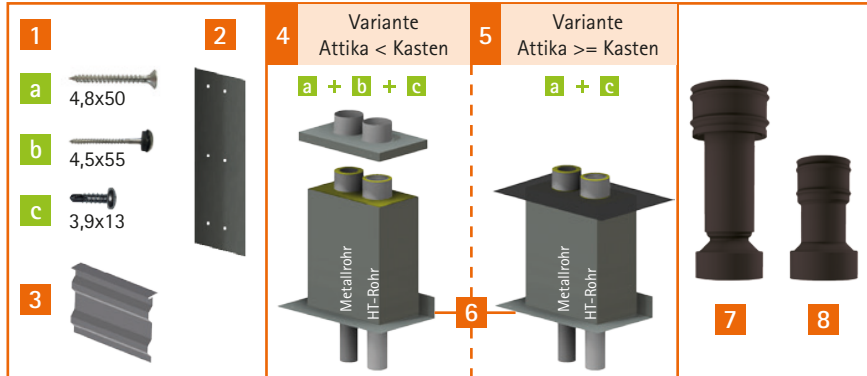 1
2
a
4,8x50
b
4,5x55
c
3,9x13
3
4
Variante
Attika < Kasten
a + b + c
Metallrohr
HT-Rohr
5
Variante
Attika >= Kasten
a + c
Metallrohr
HT-Rohr
6
7
8